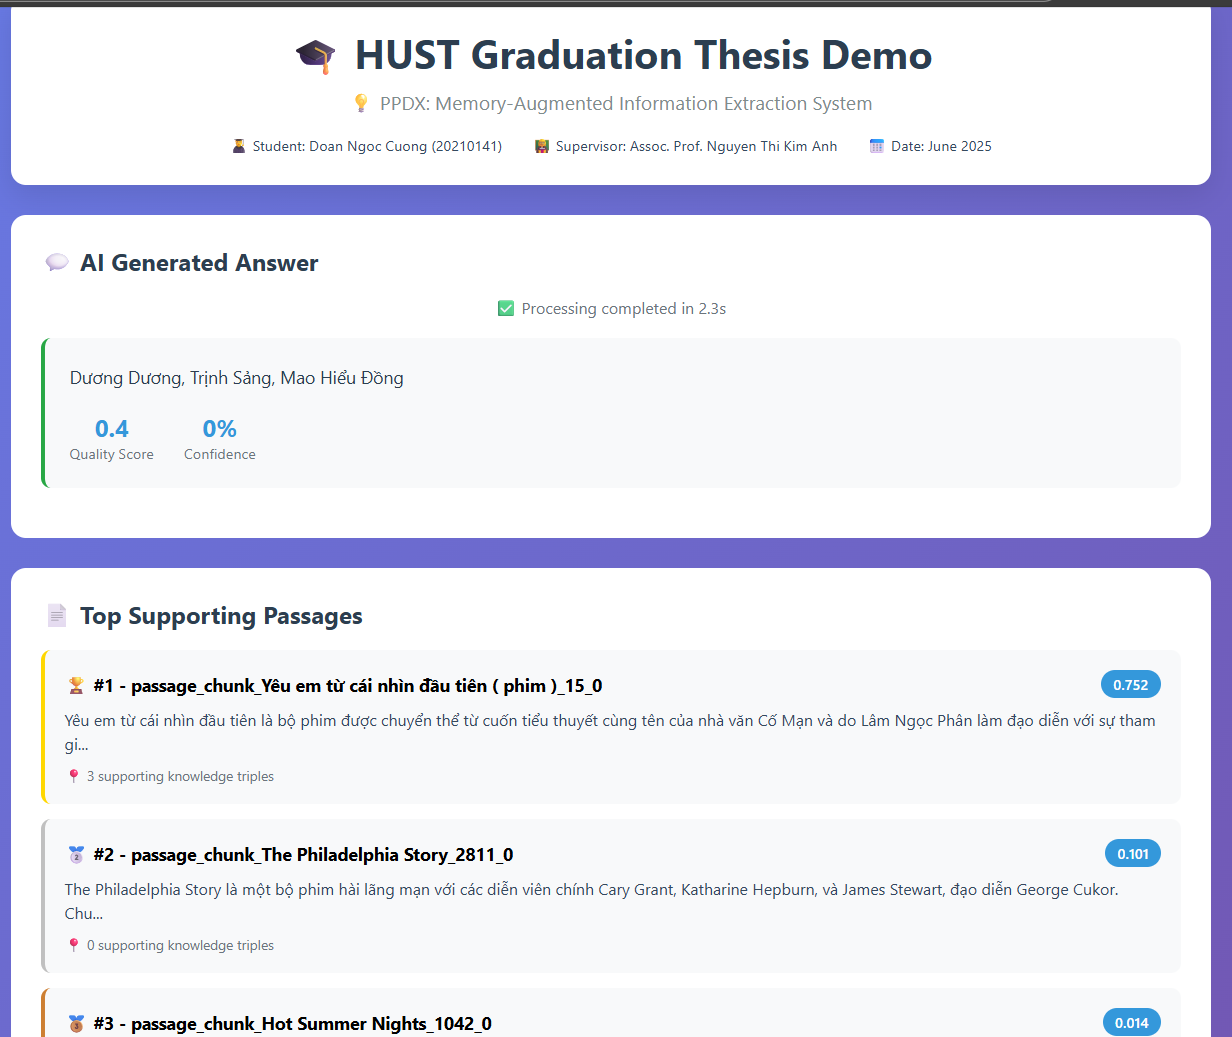 HUST Graduation Thesis Demo
PPDX: Memory-Augmented Information Extraction System
Student: Doan Ngoc Cuong (20210141) Supervisor: Assoc. Prof. Nguyen Thi Kim Anh Date: June 2025
AI Generated Answer
Processing completed in 2.3s
Dương Dương, Trịnh Sảng, Mao Hiểu Đồng
0.4 0%
Quality Score Confidence
Top Supporting Passages
#1 - passage_chunk_Yêu em từ cái nhìn đầu tiên ( phim )_15_0 0.752
Yêu em từ cái nhìn đầu tiên là bộ phim được chuyển thể từ cuốn tiểu thuyết cùng tên của nhà văn Cố Mạn và do Lâm Ngọc Phân làm đạo diễn với sự tham
gi...
3 supporting knowledge triples
#2 - passage_chunk_The Philadelphia Story_2811_0 0.101
The Philadelphia Story là một bộ phim hài lãng mạn với các diễn viên chính Cary Grant, Katharine Hepburn, và James Stewart, đạo diễn George Cukor.
Chu...
0 supporting knowledge triples
#3 - passage_chunk_Hot Summer Nights_1042_0 0.014